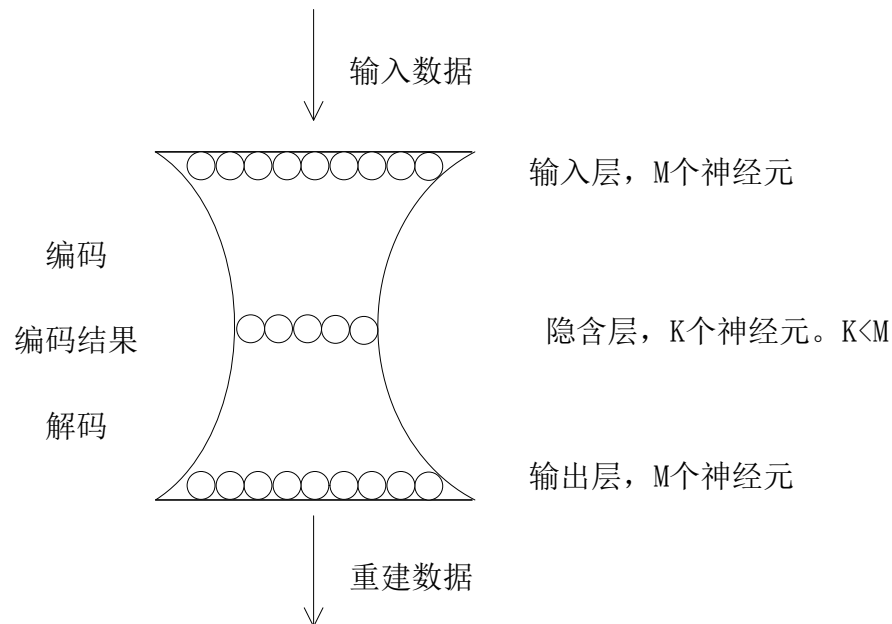 输入数据
输入层，M个神经元
编码
编码结果
隐含层，K个神经元。K<M
解码
输出层，M个神经元
重建数据